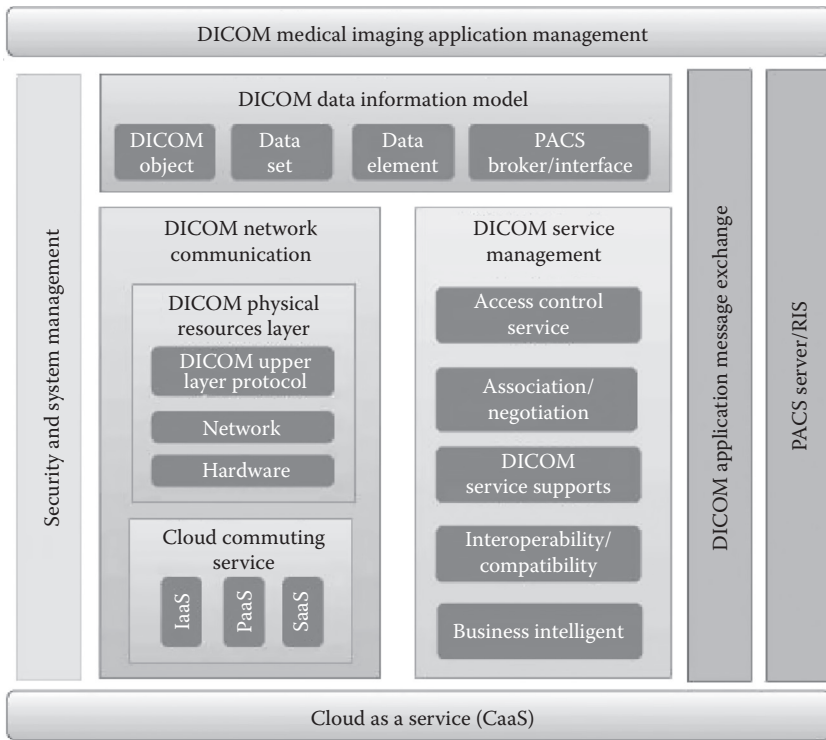 DICOM medical imaging application management
Security and system management
DICOM data information model
DICOM
object
Data
set
Data
element
PACS
broker/interface
DICOM network
communication
DICOM physical
resources layer
DICOM upper
layer protocol
Network
Hardware
Cloud commuting
service
IaaS
PaaS
SaaS
DICOM service
management
Access control
service
Association/
negotiation
DICOM
service supports
Interoperability/
compatibility
Business intelligent
DICOM application message exchange
PACS server/RIS
Cloud as a service (CaaS)